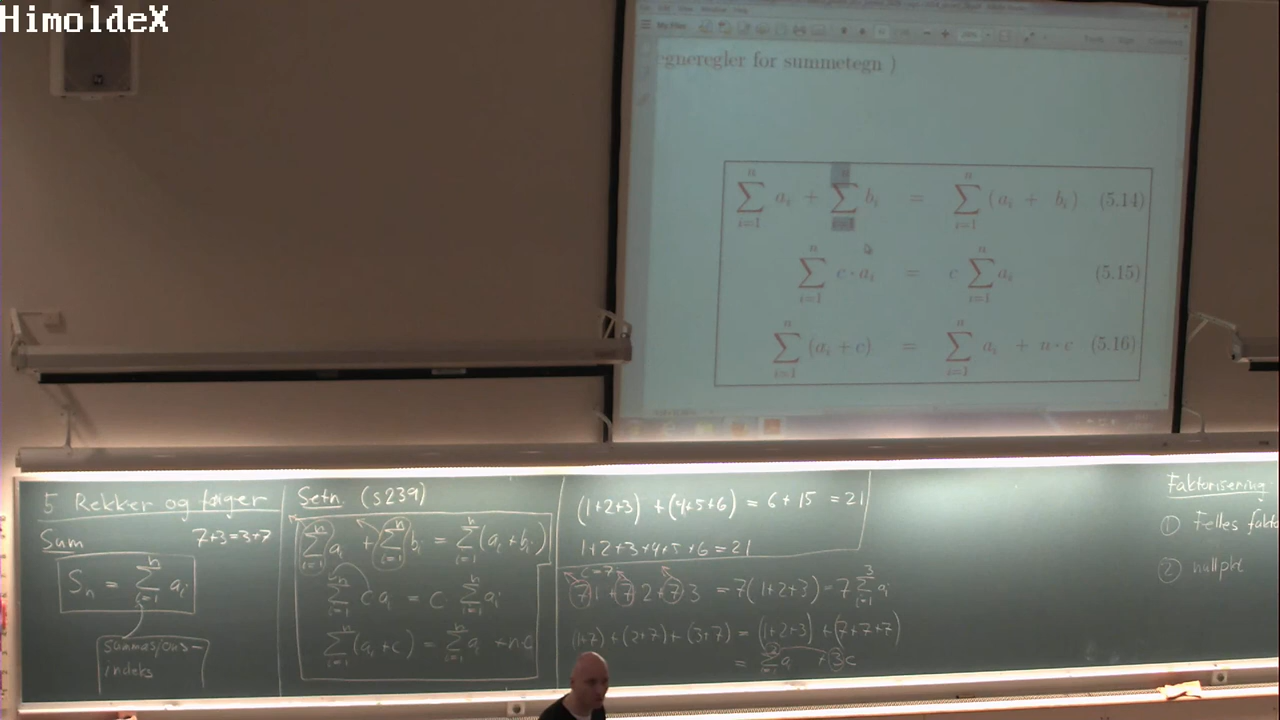 HimoldeX
egneregler for summetegn )
n ∑ i=1 a_i + n ∑ i=1 b_i = n ∑ i=1 ( a_i + b_i ) (5.14)
n ∑ i=1 c · a_i = c n ∑ i=1 a_i (5.15)
n ∑ i=1 (a_i + c) = n ∑ i=1 a_i + n · c (5.16)
5 Rekker og følger
7+3=3+7
Sum
S_n = n ∑ i=1 a_i
summasjons-
indeks
Setn. (s239)
n ∑ i=1 a_i + n ∑ i=1 b_i = n ∑ i=1 (a_i + b_i)
n ∑ i=1 c a_i = c n ∑ i=1 a_i
n ∑ i=1 (a_i + c) = n ∑ i=1 a_i + n·c
(1+2+3) + (4+5+6) = 6 + 15 = 21
1+2+3+4+5+6 = 21
c=7
7·1 + 7·2 + 7·3 = 7(1+2+3) = 7 3 ∑ i=1 a_i
(1+7) + (2+7) + (3+7) = (1+2+3) + (7+7+7)
= 3 ∑ i=1 a_i + 3c
Faktorisering
① Felles fakto
② nullpkt